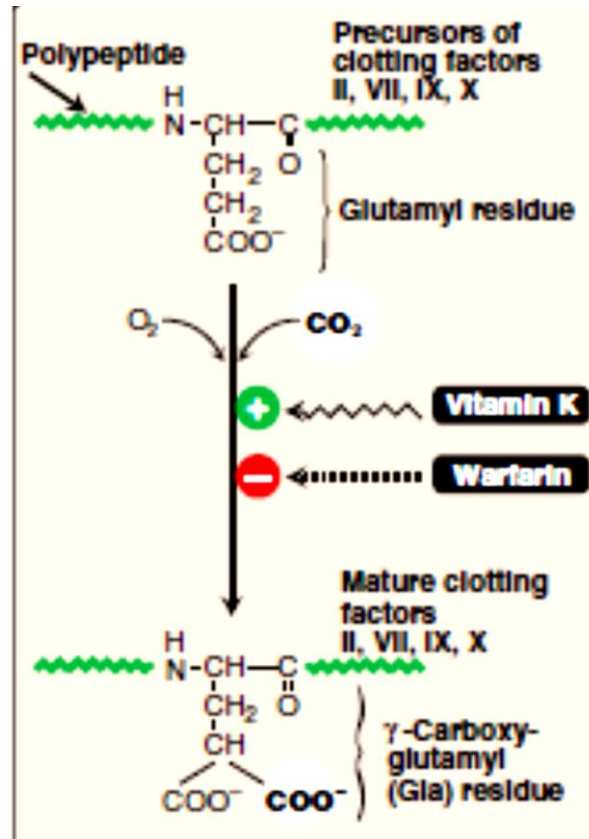 Polypeptide
Precursors of
clotting factors
II, VII, IX, X
H
N–CH–C
CH₂ O
CH₂
COO⁻
Glutamyl residue
O₂
CO₂
+
Vitamin K
–
Warfarin
Mature clotting
factors
II, VII, IX, X
H
N–CH–C
CH₂ O
CH
COO⁻ COO⁻
γ-Carboxy-
glutamyl
(Gla) residue